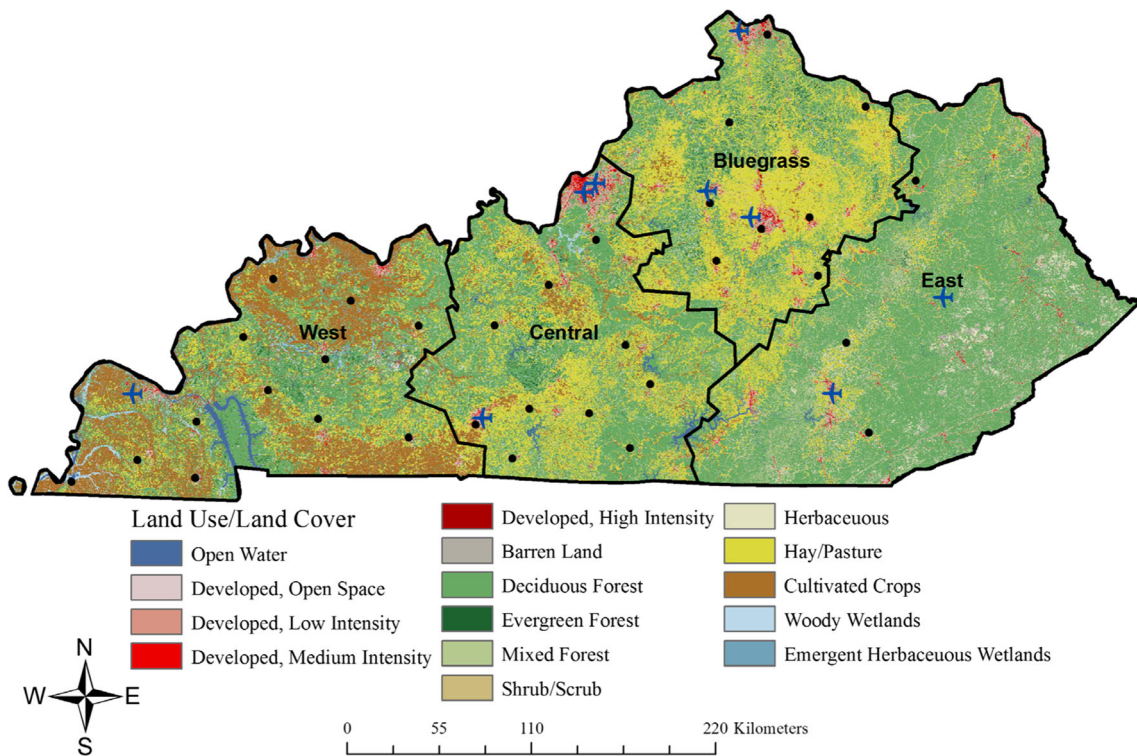 Bluegrass
East
West
Central
Land Use/Land Cover
Open Water
Developed, Open Space
Developed, Low Intensity
Developed, Medium Intensity
Developed, High Intensity
Barren Land
Deciduous Forest
Evergreen Forest
Mixed Forest
Shrub/Scrub
Herbaceuous
Hay/Pasture
Cultivated Crops
Woody Wetlands
Emergent Herbaceuous Wetlands
N
W E
S
0 55 110 220 Kilometers